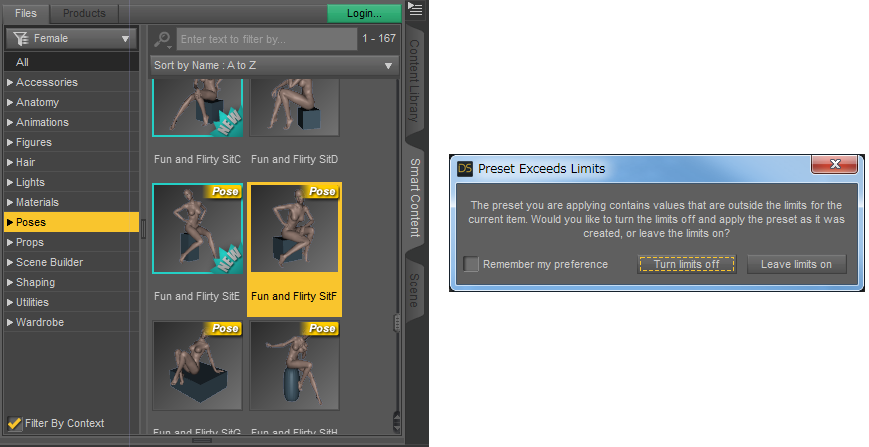 Files
Products
Login...
Female
Enter text to filter by...
1 - 167
All
Sort by Name : A to Z
Accessories
Anatomy
Animations
Figures
Hair
Lights
Materials
Poses
Props
Scene Builder
Shaping
Utilities
Wardrobe
Filter By Context
NEW
Fun and Flirty SitC
Fun and Flirty SitD
Pose
NEW
Pose
Fun and Flirty SitE
Fun and Flirty SitF
Pose
Pose
Fun and Flirty SitG
Fun and Flirty SitH
Content Library
Smart Content
Scene
DS
Preset Exceeds Limits
The preset you are applying contains values that are outside the limits for the
current item. Would you like to turn the limits off and apply the preset as it was
created, or leave the limits on?
Remember my preference
Turn limits off
Leave limits on